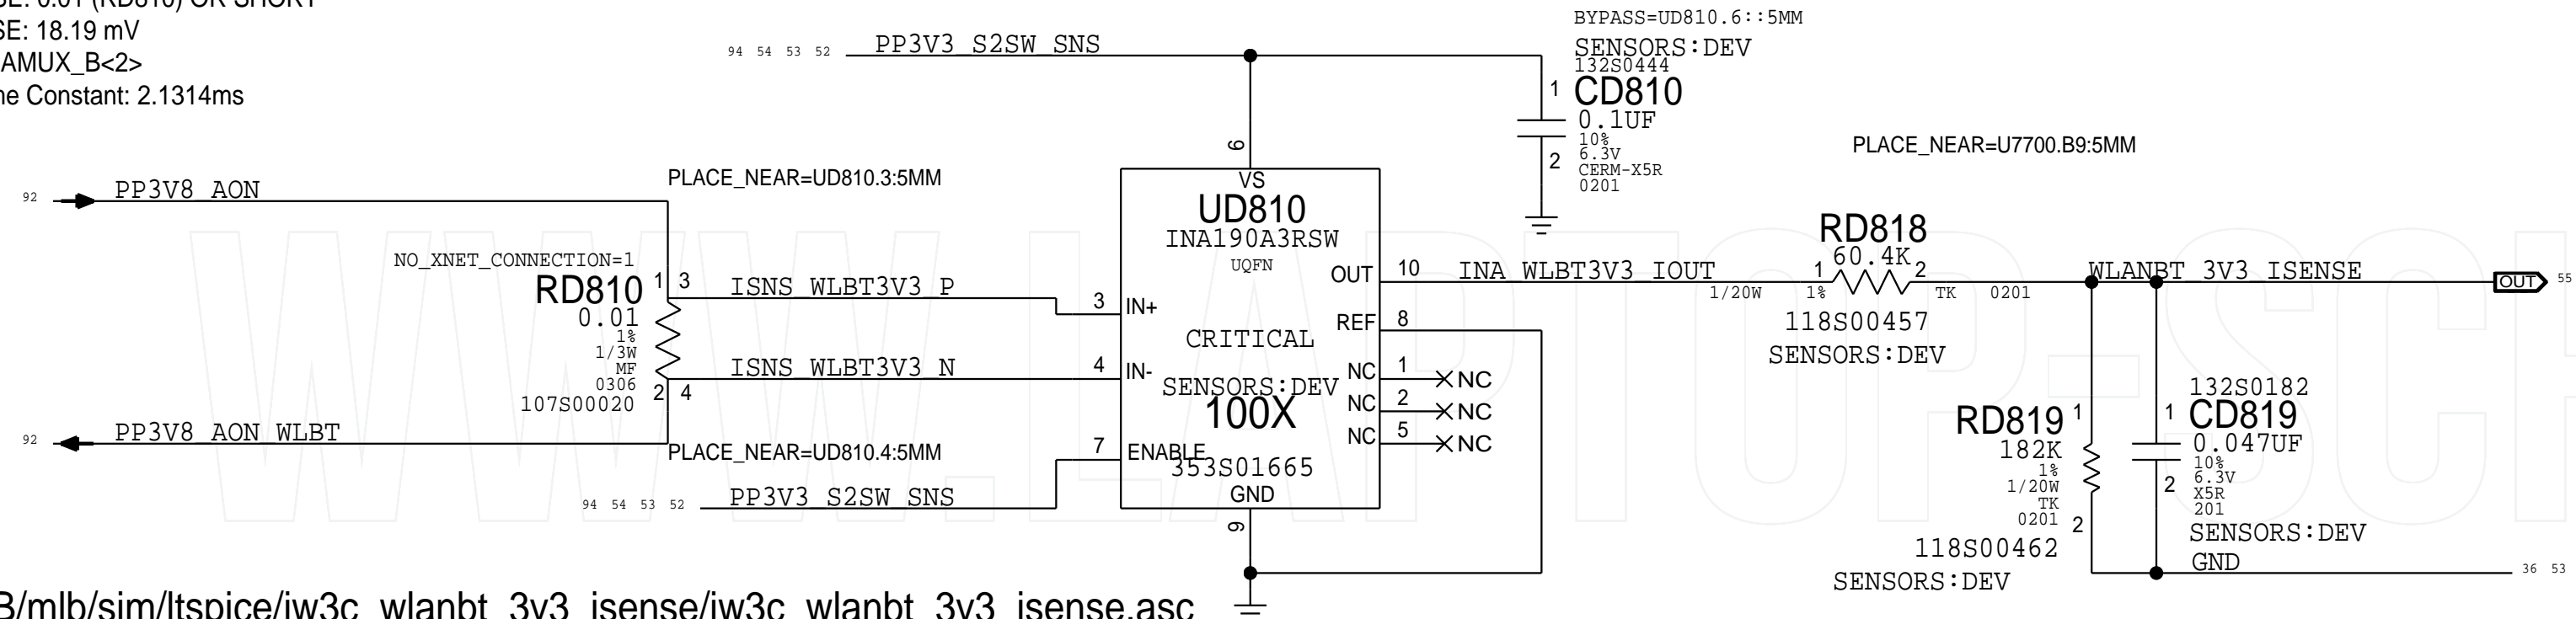 SE: 0.01 (RD810) OR SHORT
SE: 18.19 mV
AMUX_B<2>
ne Constant: 2.1314ms
94 54 53 52 PP3V3_S2SW_SNS
BYPASS=UD810.6::5MM
SENSORS:DEV
132S0444
1
CD810
0.1UF
10%
6.3V
2
CERM-X5R
0201
PLACE_NEAR=U7700.B9:5MM
92 PP3V8_AON
PLACE_NEAR=UD810.3:5MM
6
VS
UD810
INA190A3RSW
UQFN
NO_XNET_CONNECTION=1
RD810
0.01
1%
1/3W
MF
0306
107S00020
1 3
2 4
ISNS_WLBT3V3_P
3 IN+
ISNS_WLBT3V3_N
4 IN-
CRITICAL
SENSORS:DEV
100X
OUT 10 INA_WLBT3V3_IOUT
REF 8
NC 1 NC
NC 2 NC
NC 5 NC
92 PP3V8_AON_WLBT
PLACE_NEAR=UD810.4:5MM
7 ENABLE
353S01665
94 54 53 52 PP3V3_S2SW_SNS
GND
9
RD818
60.4K
1 2
1/20W 1% TK 0201
118S00457
SENSORS:DEV
WLANBT_3V3_ISENSE
OUT 55
RD819
182K
1%
1/20W
TK
0201
1
2
118S00462
SENSORS:DEV
132S0182
1
CD819
0.047UF
10%
6.3V
2
X5R
201
SENSORS:DEV
GND
36 53
B/mlb/sim/ltspice/iw3c_wlanbt_3v3_isense/iw3c_wlanbt_3v3_isense.asc
WWW.LAPTOP-SCH